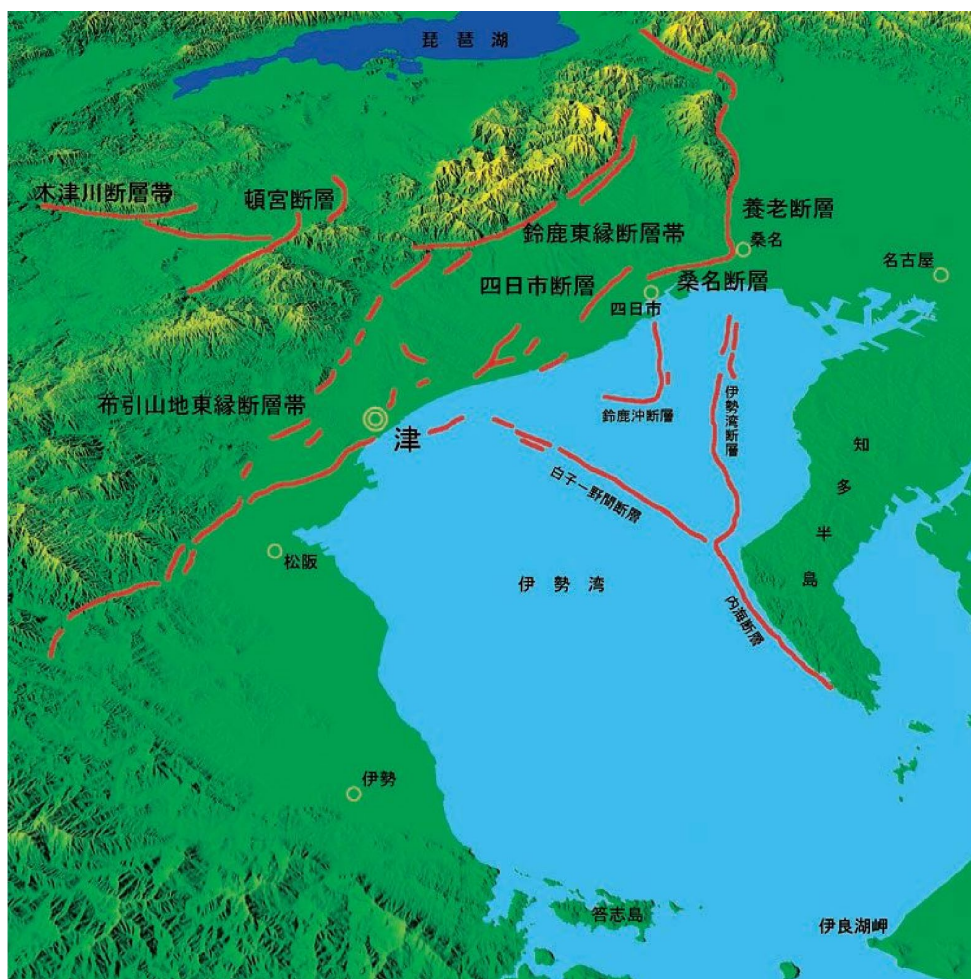 琵琶湖
木津川断層帯
頓宮断層
養老断層
桑名
鈴鹿東縁断層帯
名古屋
四日市断層
桑名断層
四日市
布引山地東縁断層帯
鈴鹿沖断層
伊勢湾断層
津
知多半島
白子ー野間断層
松阪
伊勢湾
内海断層
伊勢
答志島
伊良湖岬